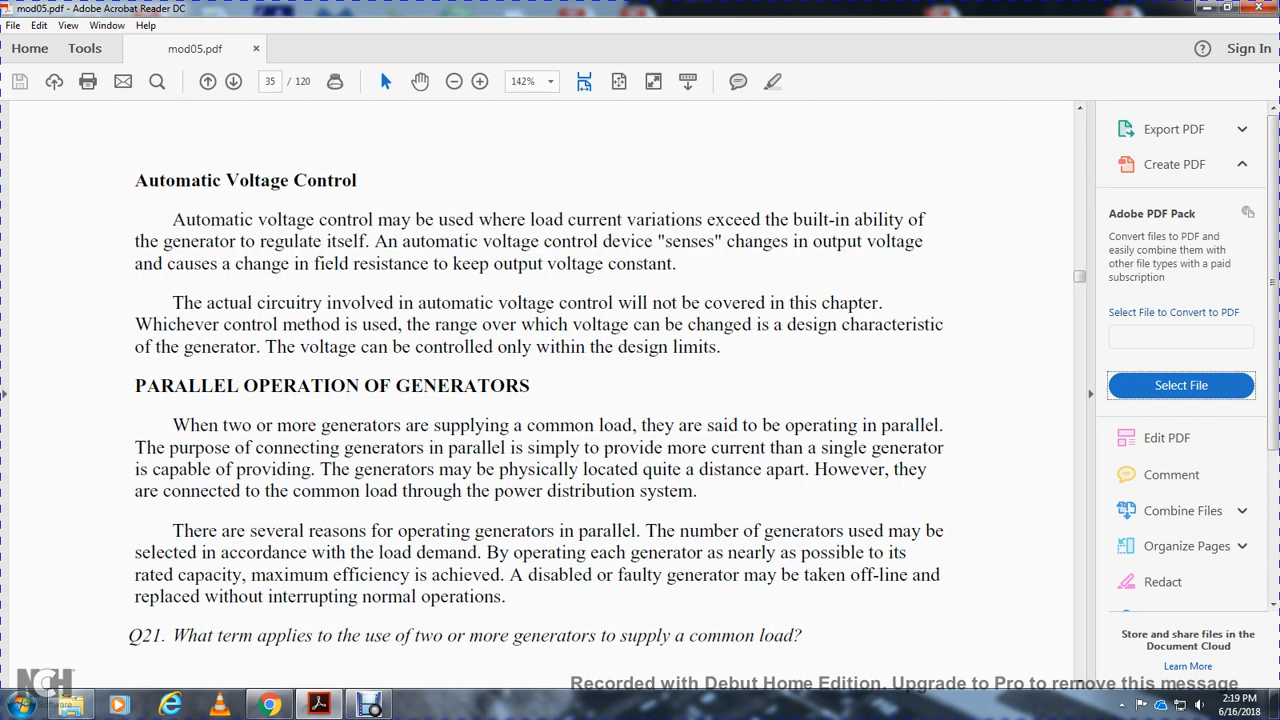 mod05.pdf - Adobe Acrobat Reader DC
File Edit View Window Help
Home Tools mod05.pdf × Sign In
35 / 120 142%
Automatic Voltage Control
Automatic voltage control may be used where load current variations exceed the built-in ability of
the generator to regulate itself. An automatic voltage control device "senses" changes in output voltage
and causes a change in field resistance to keep output voltage constant.
The actual circuitry involved in automatic voltage control will not be covered in this chapter.
Whichever control method is used, the range over which voltage can be changed is a design characteristic
of the generator. The voltage can be controlled only within the design limits.
PARALLEL OPERATION OF GENERATORS
When two or more generators are supplying a common load, they are said to be operating in parallel.
The purpose of connecting generators in parallel is simply to provide more current than a single generator
is capable of providing. The generators may be physically located quite a distance apart. However, they
are connected to the common load through the power distribution system.
There are several reasons for operating generators in parallel. The number of generators used may be
selected in accordance with the load demand. By operating each generator as nearly as possible to its
rated capacity, maximum efficiency is achieved. A disabled or faulty generator may be taken off-line and
replaced without interrupting normal operations.
Q21. What term applies to the use of two or more generators to supply a common load?
Export PDF
Create PDF
Adobe PDF Pack
Convert files to PDF and
easily combine them with
other file types with a paid
subscription
Select File to Convert to PDF
Select File
Edit PDF
Comment
Combine Files
Organize Pages
Redact
Store and share files in the
Document Cloud
Learn More
NCH
Software
Recorded with Debut Home Edition. Upgrade to Pro to remove this message
2:19 PM
6/16/2018